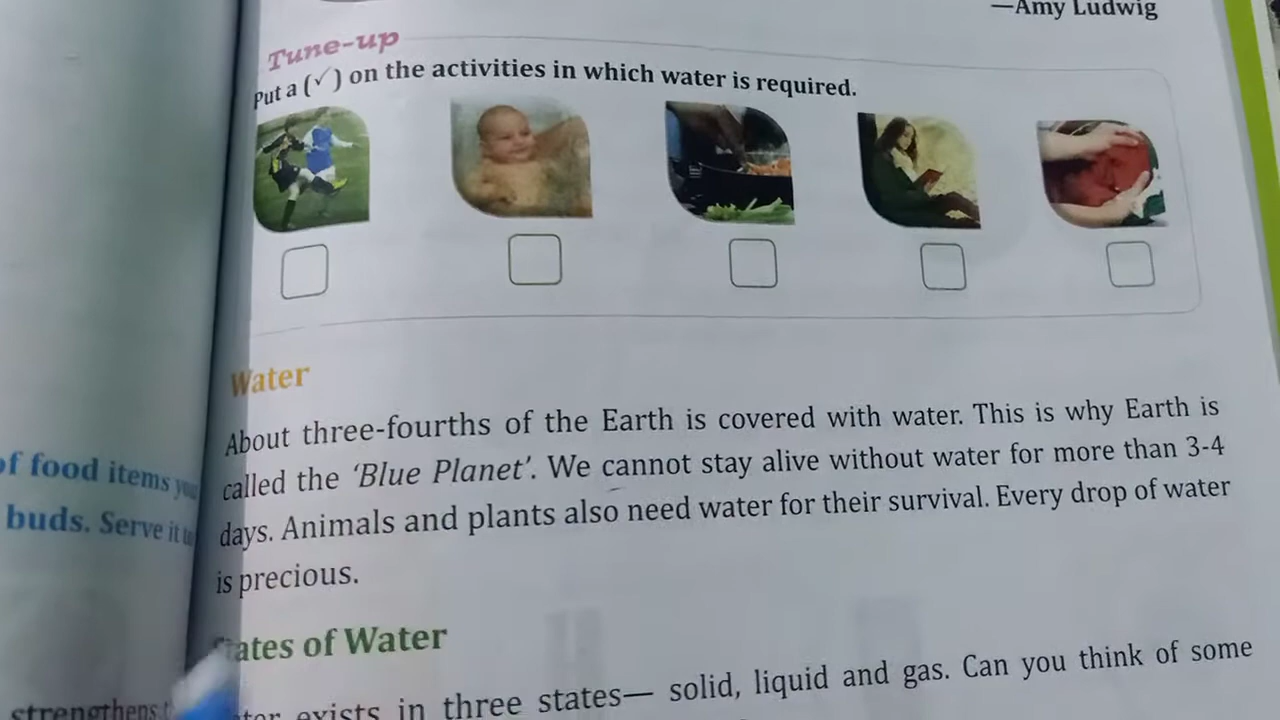 —Amy Ludwig
Tune-up
Put a (✓) on the activities in which water is required.
Water
About three-fourths of the Earth is covered with water. This is why Earth is
called the ‘Blue Planet’. We cannot stay alive without water for more than 3-4
days. Animals and plants also need water for their survival. Every drop of water
is precious.
of Water
exists in three states— solid, liquid and gas. Can you think of some
of food items
buds. Serve it
strengthens